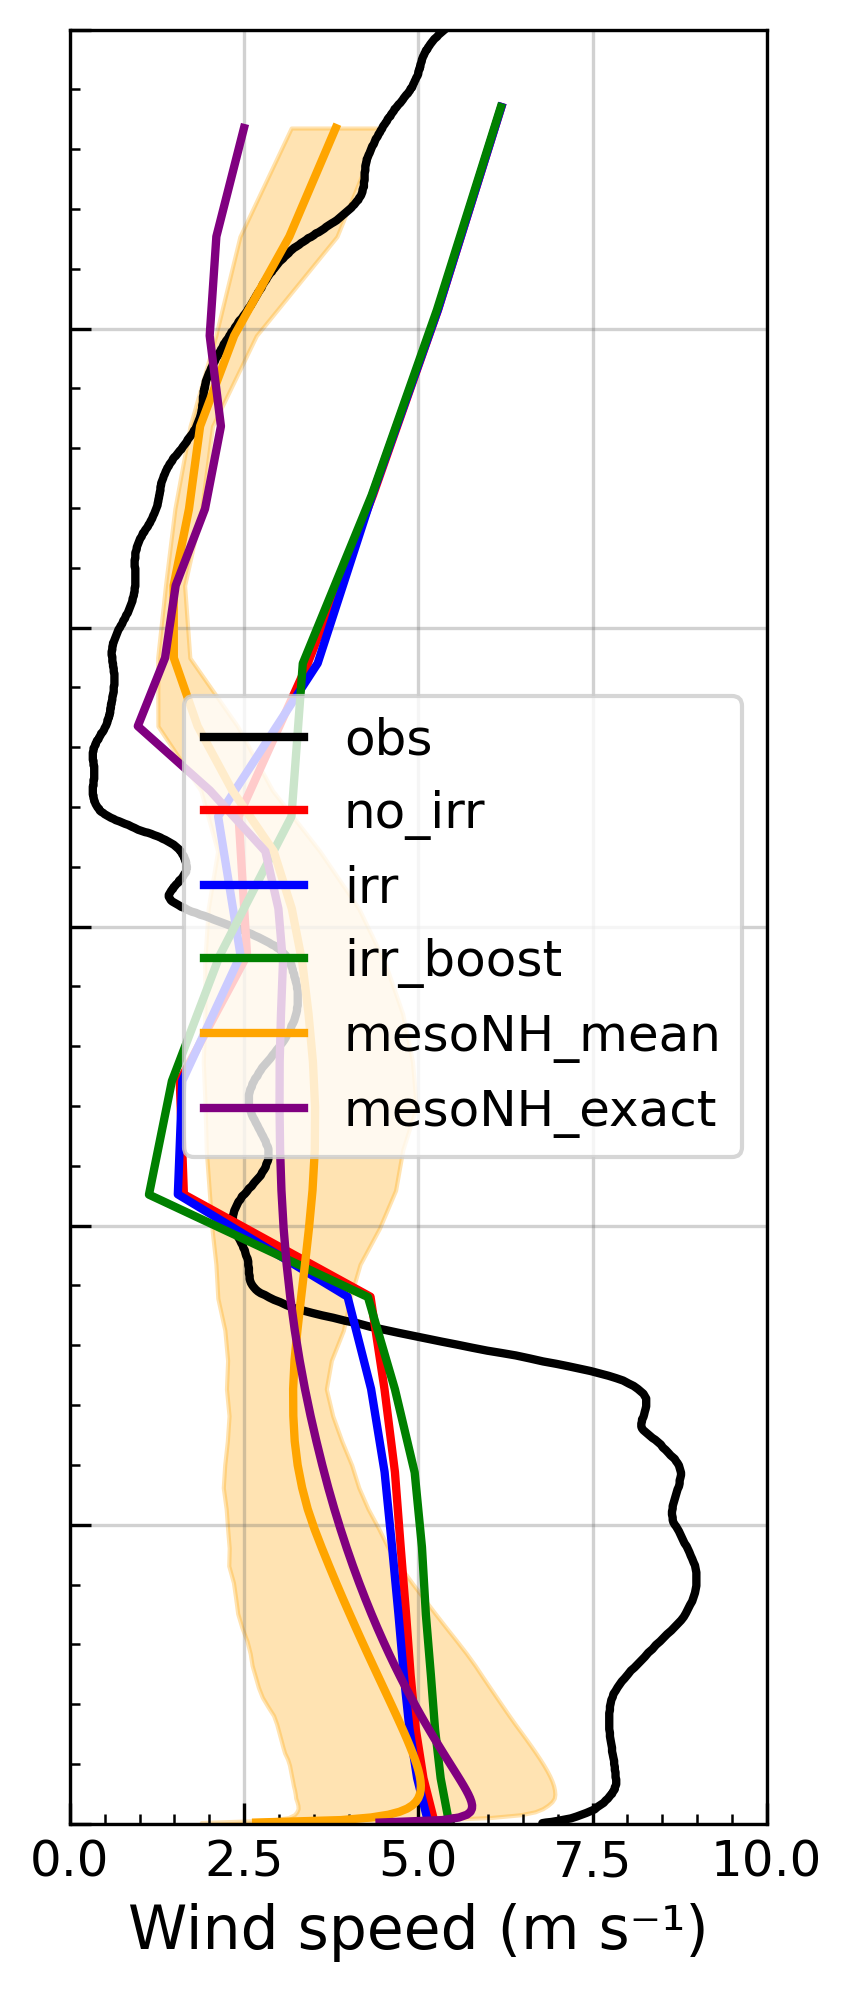 obs
no_irr
irr
irr_boost
mesoNH_mean
mesoNH_exact
0.0 2.5 5.0 7.5 10.0
Wind speed (m s⁻¹)